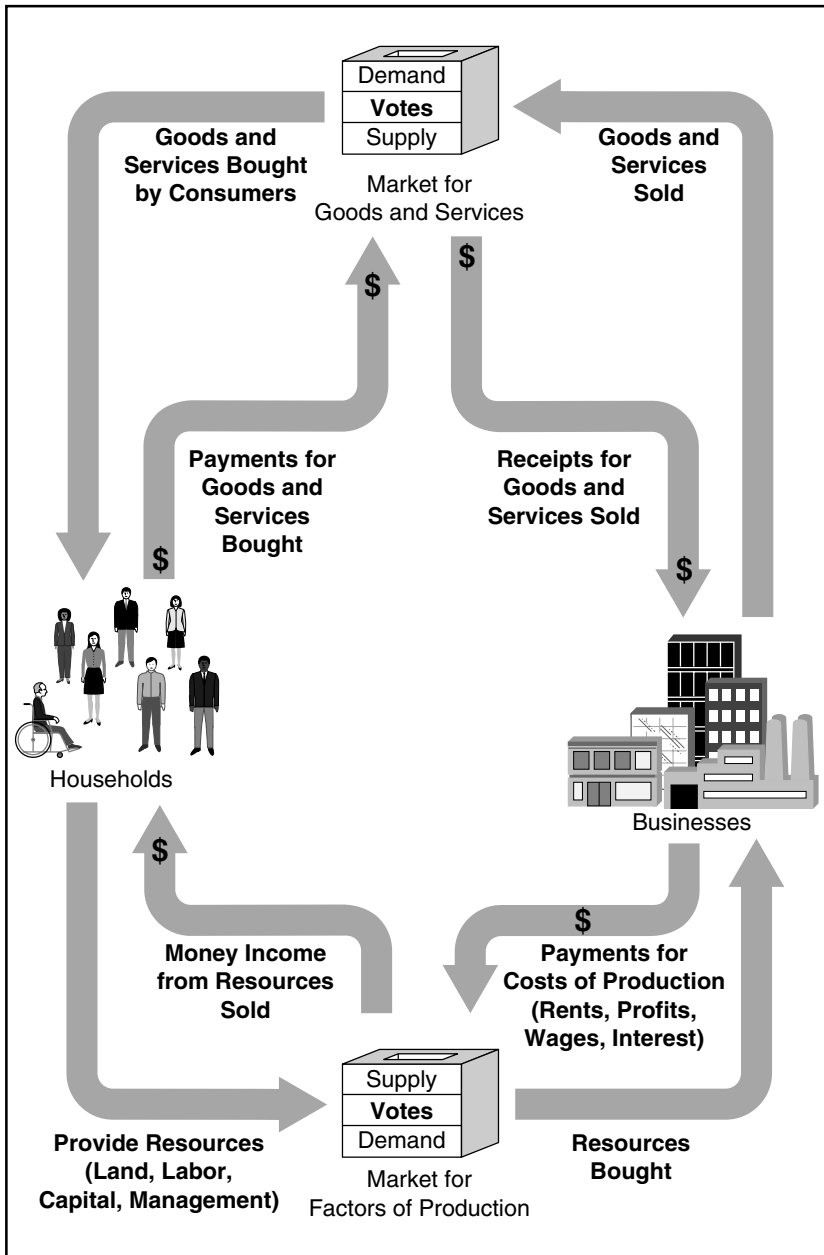 Demand
Votes
Supply
Market for
Goods and Services
Goods and
Services Bought
by Consumers
Goods and
Services
Sold
$
$
Payments for
Goods and
Services
Bought
Receipts for
Goods and
Services Sold
$
$
Households
Businesses
$
$
Money Income
from Resources
Sold
Payments for
Costs of Production
(Rents, Profits,
Wages, Interest)
Supply
Votes
Demand
Market for
Factors of Production
Provide Resources
(Land, Labor,
Capital, Management)
Resources
Bought